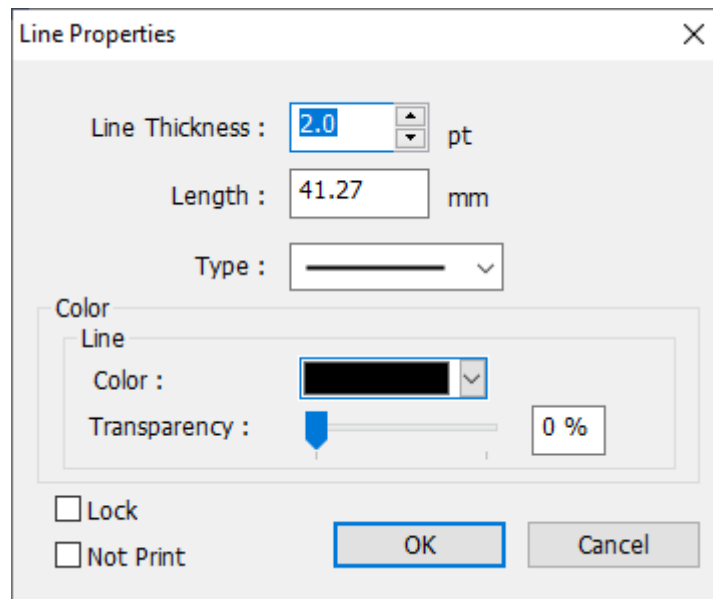 Line Properties
Line Thickness : 2.0 pt
Length : 41.27 mm
Type :
Color
Line
Color :
Transparency : 0 %
Lock
Not Print
OK Cancel